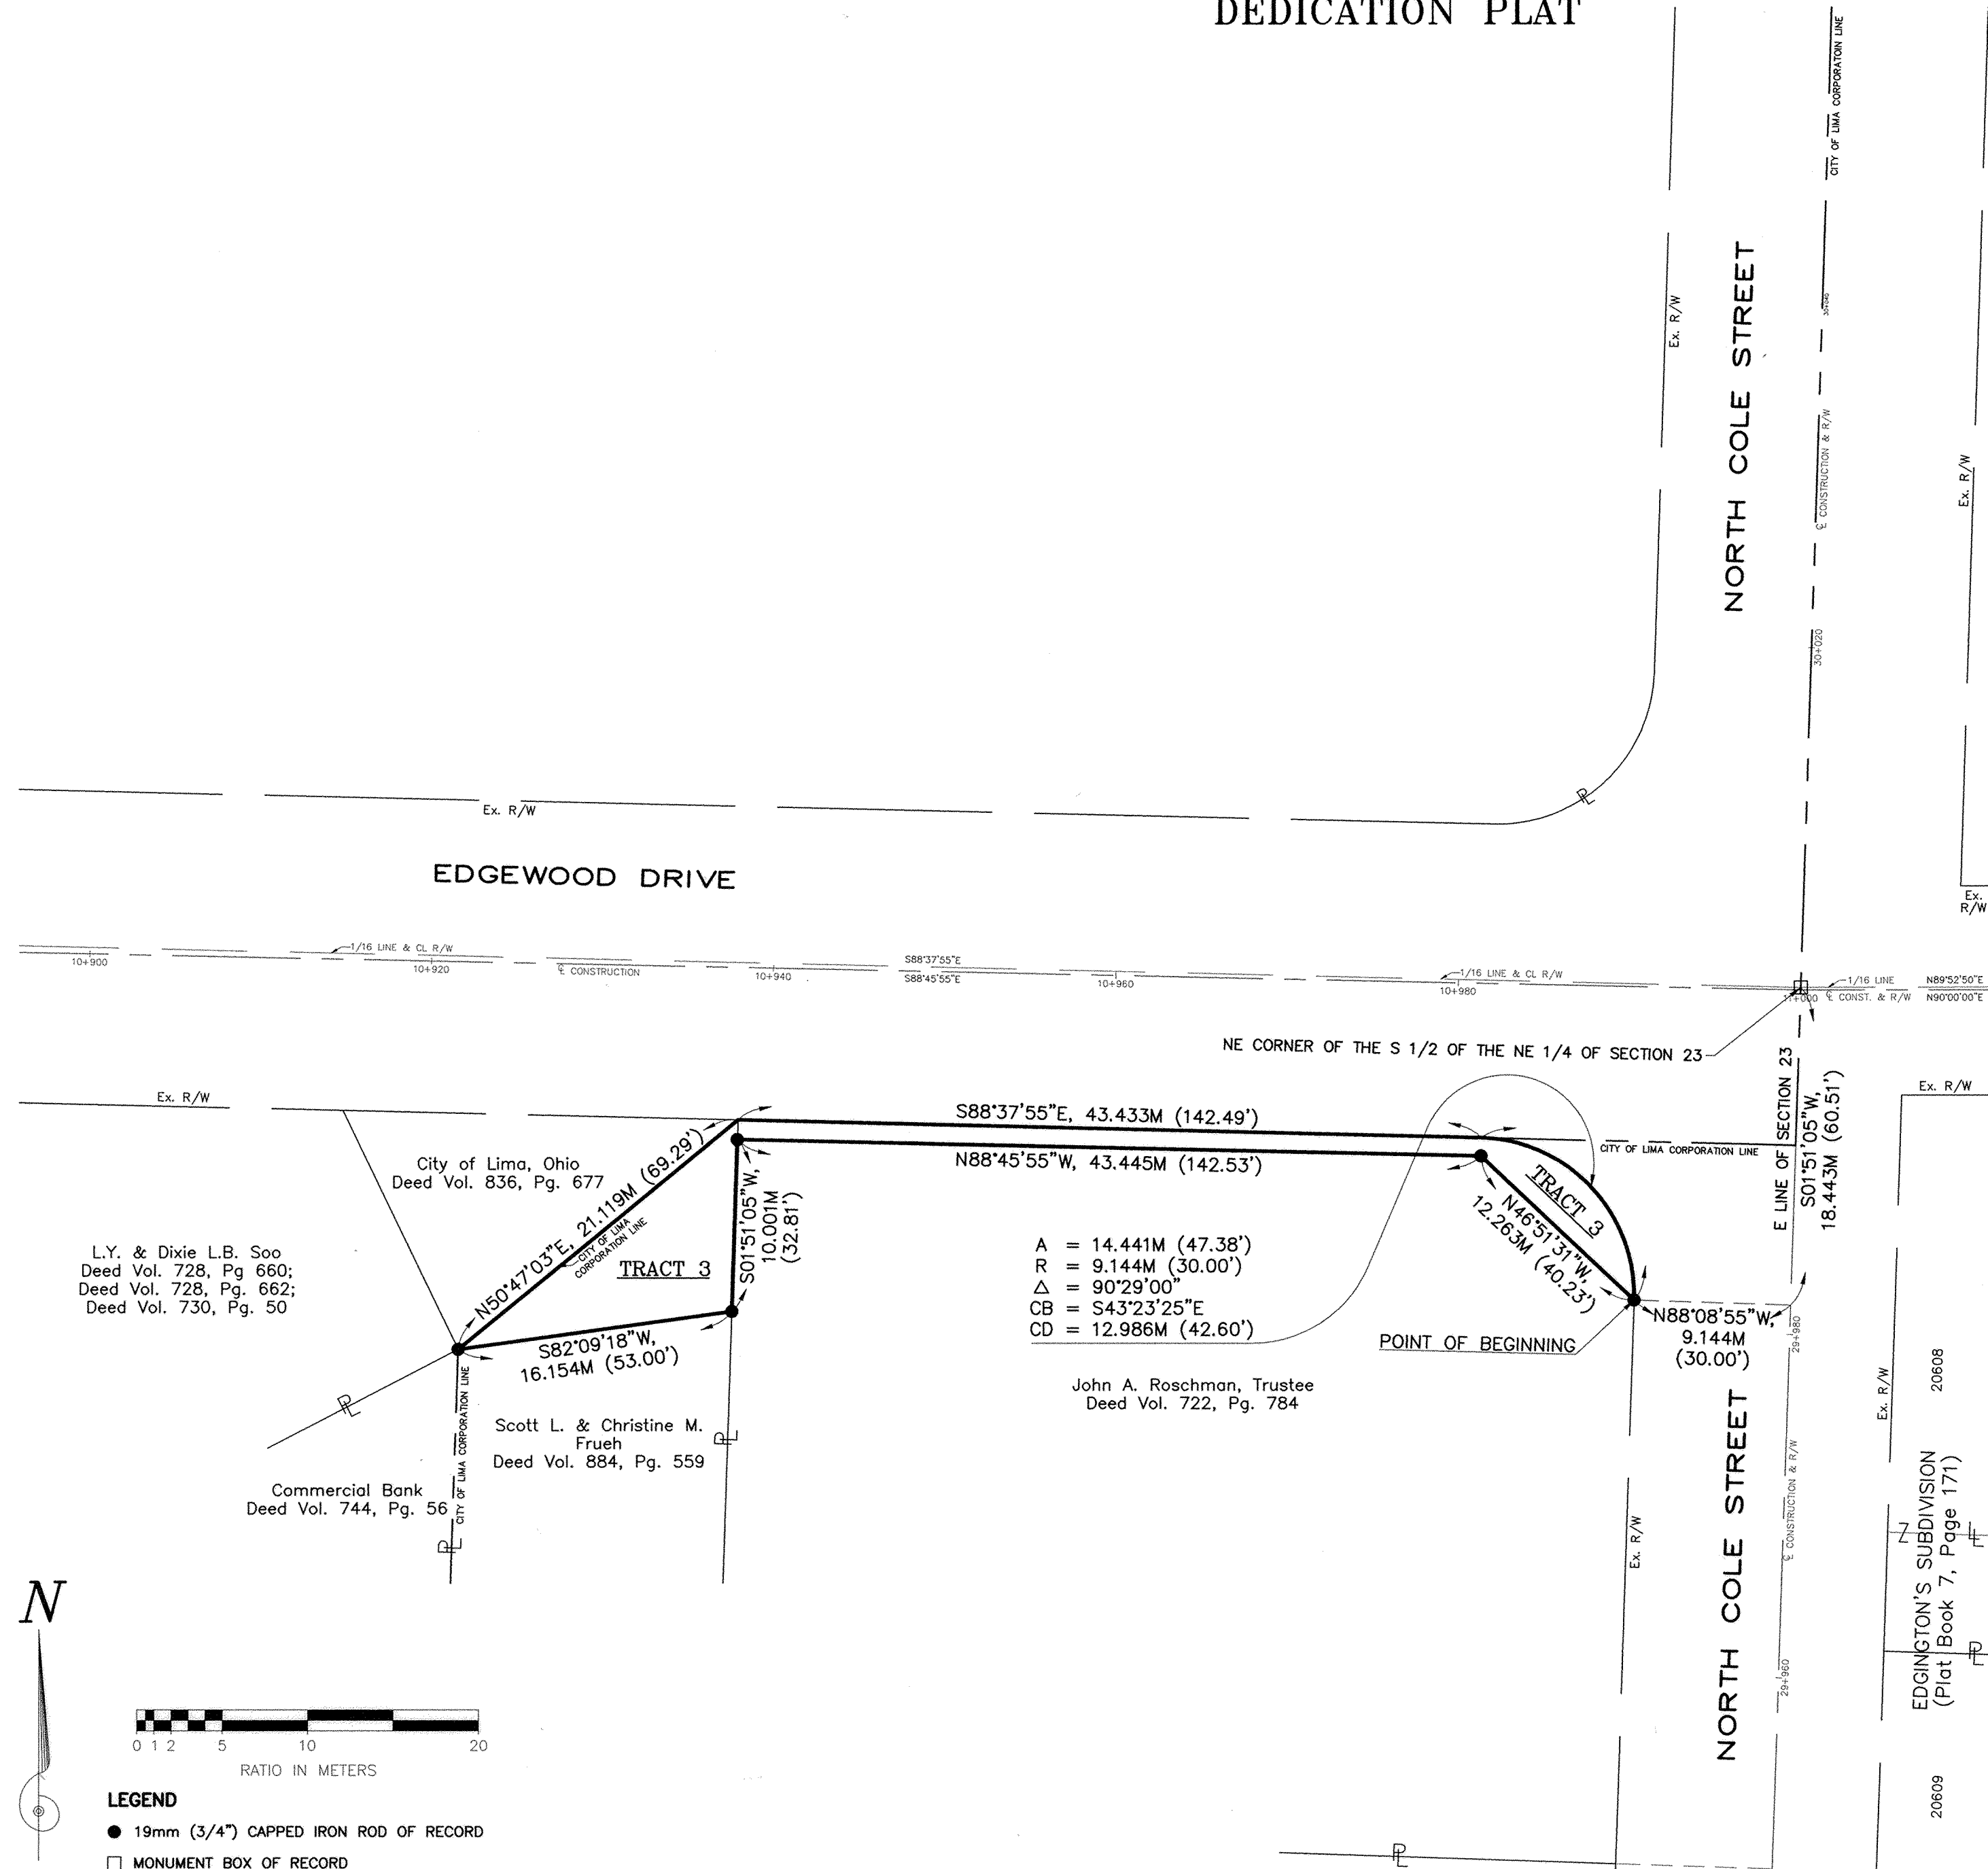 DEDICATION PLAT
CITY OF LIMA CORPORATOIN LINE
Ex. R/W
NORTH COLE STREET
30+040
℄ CONSTRUCTION & R/W
Ex. R/W
30+020
Ex. R/W
PL
EDGEWOOD DRIVE
Ex.
R/W
1/16 LINE & CL R/W
10+900
10+920
℄ CONSTRUCTION
S88°37'55"E
S88°45'55"E
10+940
10+960
1/16 LINE & CL R/W
10+980
11+000
1/16 LINE
N89°52'50"E
℄ CONST. & R/W
N90°00'00"E
NE CORNER OF THE S 1/2 OF THE NE 1/4 OF SECTION 23
E LINE OF SECTION 23
S01°51'05"W,
18.443M (60.51')
Ex. R/W
Ex. R/W
S88°37'55"E, 43.433M (142.49')
N88°45'55"W, 43.445M (142.53')
CITY OF LIMA CORPORATION LINE
City of Lima, Ohio
Deed Vol. 836, Pg. 677
N50°47'03"E, 21.119M (69.29')
CITY OF LIMA
CORPORATION LINE
S01°51'05"W,
10.001M
(32.81')
TRACT 3
TRACT 3
N46°51'31"W,
12.263M (40.23')
L.Y. & Dixie L.B. Soo
Deed Vol. 728, Pg 660;
Deed Vol. 728, Pg. 662;
Deed Vol. 730, Pg. 50
A = 14.441M (47.38')
R = 9.144M (30.00')
Δ = 90°29'00"
CB = S43°23'25"E
CD = 12.986M (42.60')
S82°09'18"W,
16.154M (53.00')
POINT OF BEGINNING
N88°08'55"W,
9.144M
(30.00')
29+980
John A. Roschman, Trustee
Deed Vol. 722, Pg. 784
PL
CITY OF LIMA CORPORATION LINE
Scott L. & Christine M.
Frueh
Deed Vol. 884, Pg. 559
PL
Commercial Bank
Deed Vol. 744, Pg. 56
PL
Ex. R/W
20608
Ex. R/W
NORTH COLE STREET
℄ CONSTRUCTION & R/W
EDGINGTON'S SUBDIVISION
(Plat Book 7, Page 171)
PL
29+960
20609
N
0 1 2 5 10 20
RATIO IN METERS
LEGEND
19mm (3/4") CAPPED IRON ROD OF RECORD
MONUMENT BOX OF RECORD
PL